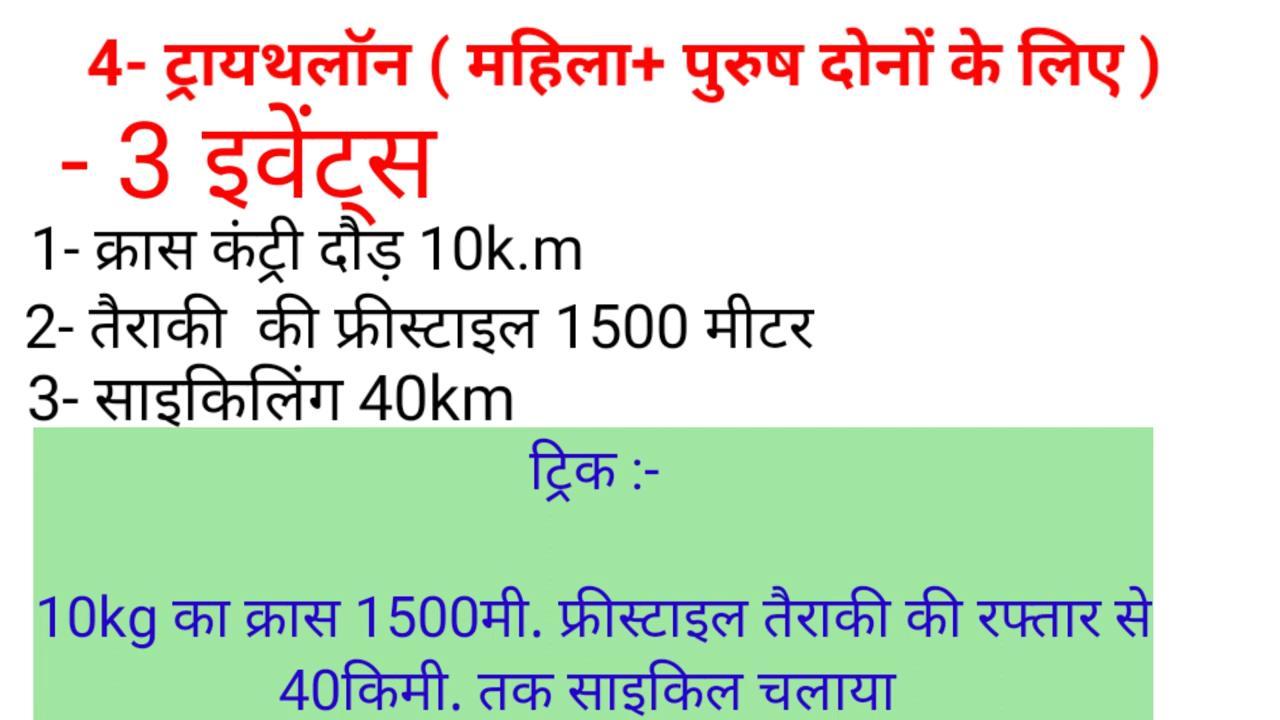 4- ट्रायथलॉन ( महिला+ पुरुष दोनों के लिए )
- 3 इवेंट्स
1- क्रास कंट्री दौड़ 10k.m
2- तैराकी की फ्रीस्टाइल 1500 मीटर
3- साइकिलिंग 40km
ट्रिक :-
10kg का क्रास 1500मी. फ्रीस्टाइल तैराकी की रफ्तार से
40किमी. तक साइकिल चलाया